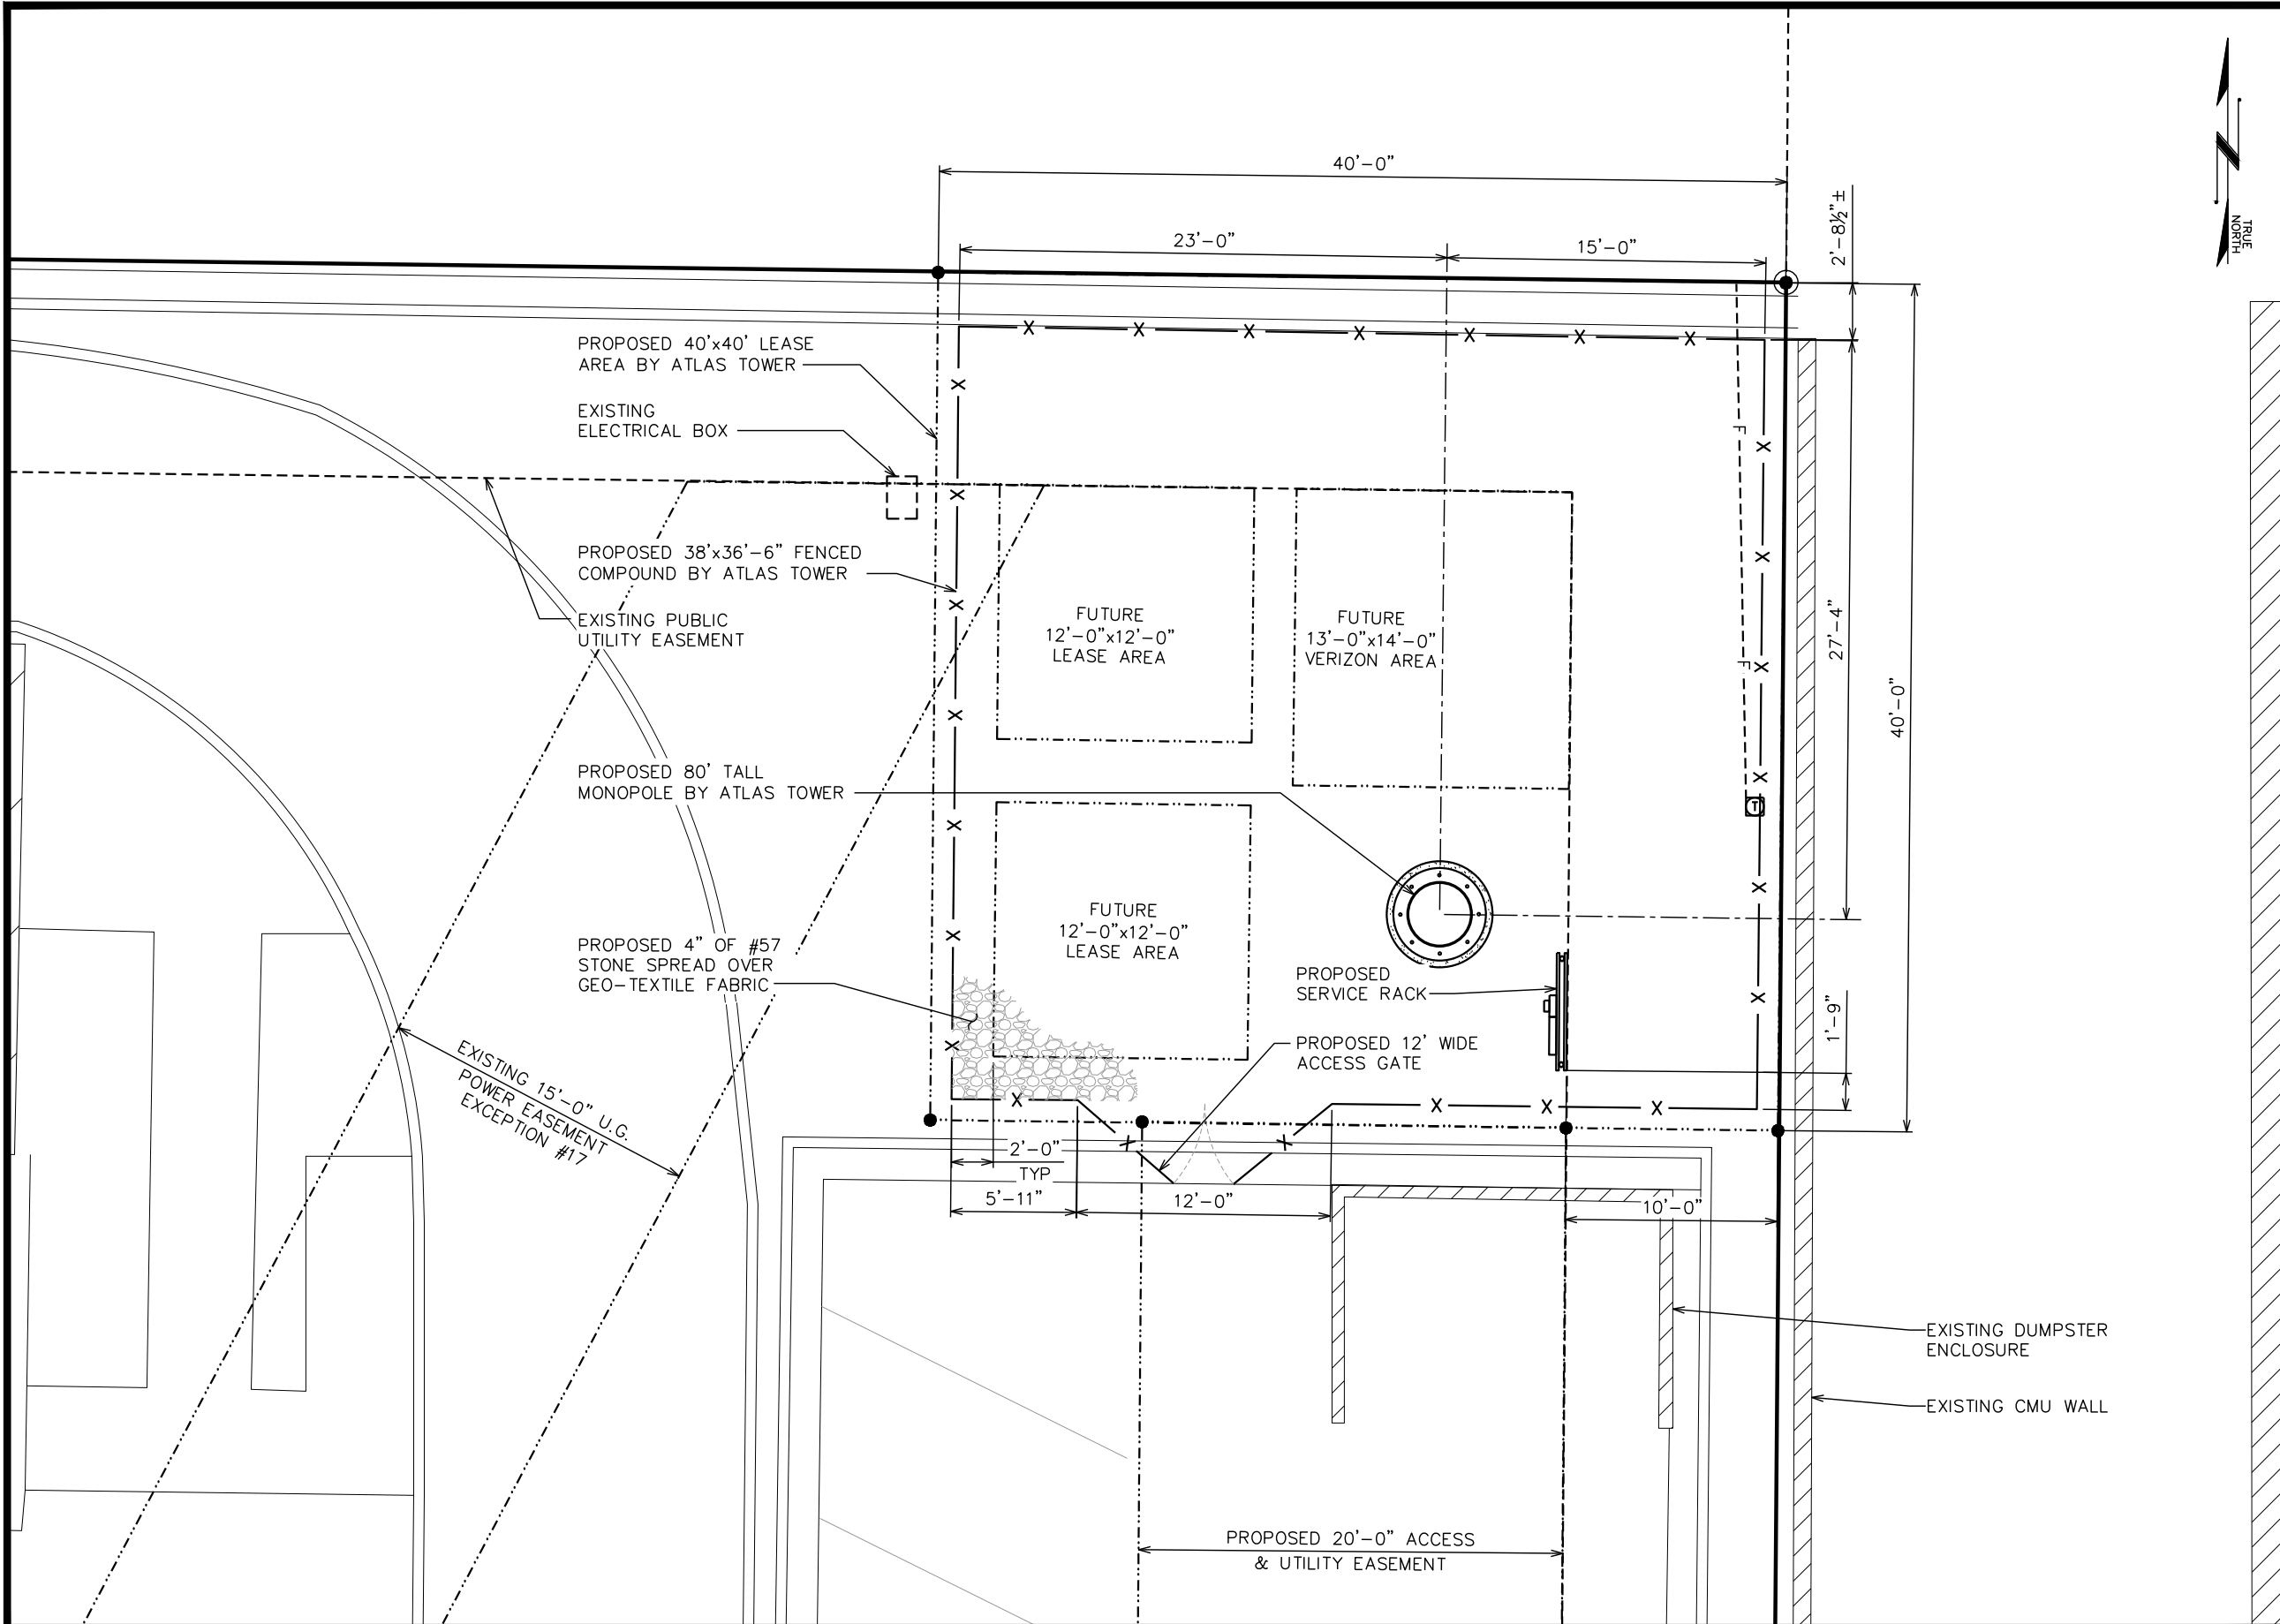 40'-0"
23'-0"
15'-0"
2'-8½"±
TRUE
NORTH
PROPOSED 40'x40' LEASE
AREA BY ATLAS TOWER
EXISTING
ELECTRICAL BOX
PROPOSED 38'x36'-6" FENCED
COMPOUND BY ATLAS TOWER
EXISTING PUBLIC
UTILITY EASEMENT
FUTURE
12'-0"x12'-0"
LEASE AREA
FUTURE
13'-0"x14'-0"
VERIZON AREA
27'-4"
40'-0"
PROPOSED 80' TALL
MONOPOLE BY ATLAS TOWER
T
FUTURE
12'-0"x12'-0"
LEASE AREA
PROPOSED 4" OF #57
STONE SPREAD OVER
GEO-TEXTILE FABRIC
PROPOSED
SERVICE RACK
1'-9"
PROPOSED 12' WIDE
ACCESS GATE
EXISTING 15'-0" U.G.
POWER EASEMENT
EXCEPTION #17
2'-0"
TYP
5'-11"
12'-0"
10'-0"
EXISTING DUMPSTER
ENCLOSURE
EXISTING CMU WALL
PROPOSED 20'-0" ACCESS
& UTILITY EASEMENT